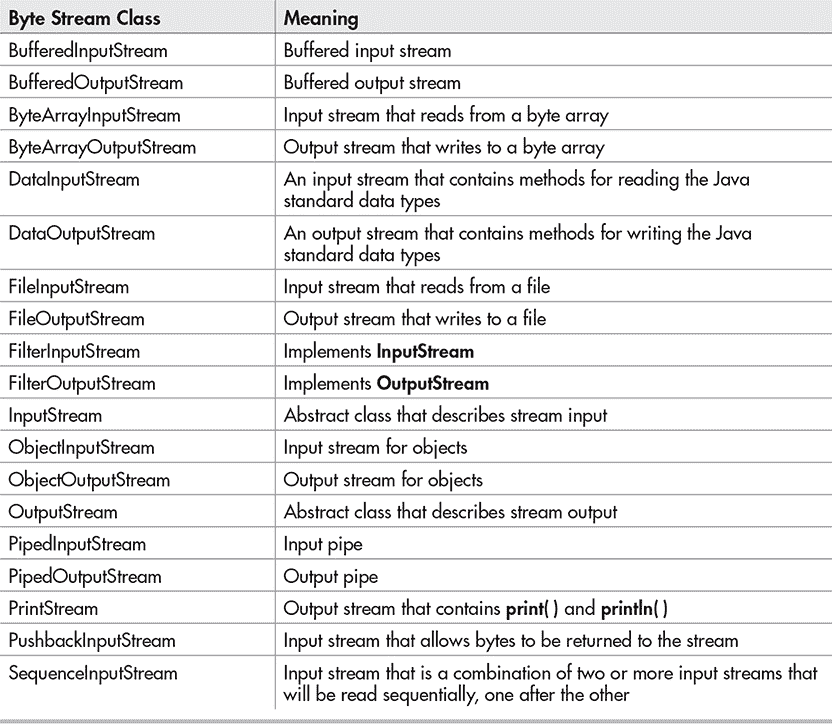 Byte Stream Class Meaning
BufferedInputStream Buffered input stream
BufferedOutputStream Buffered output stream
ByteArrayInputStream Input stream that reads from a byte array
ByteArrayOutputStream Output stream that writes to a byte array
DataInputStream An input stream that contains methods for reading the Java
standard data types
DataOutputStream An output stream that contains methods for writing the Java
standard data types
FileInputStream Input stream that reads from a file
FileOutputStream Output stream that writes to a file
FilterInputStream Implements InputStream
FilterOutputStream Implements OutputStream
InputStream Abstract class that describes stream input
ObjectInputStream Input stream for objects
ObjectOutputStream Output stream for objects
OutputStream Abstract class that describes stream output
PipedInputStream Input pipe
PipedOutputStream Output pipe
PrintStream Output stream that contains print( ) and println( )
PushbackInputStream Input stream that allows bytes to be returned to the stream
SequenceInputStream Input stream that is a combination of two or more input streams that
will be read sequentially, one after the other